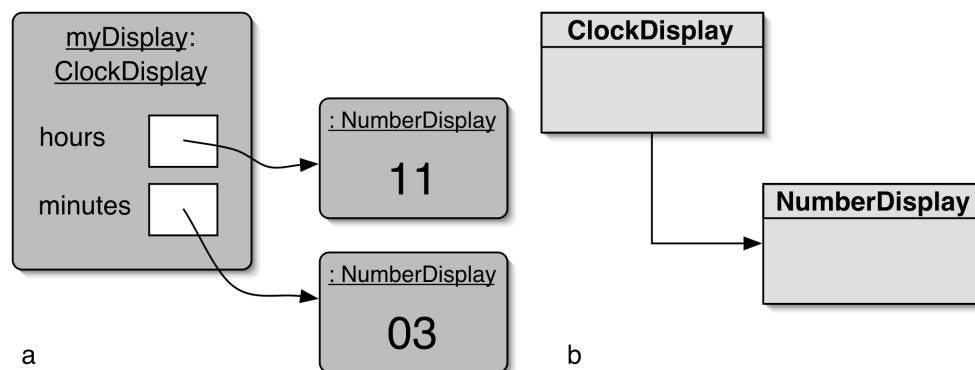 myDisplay:
ClockDisplay
hours
minutes
: NumberDisplay
11
: NumberDisplay
03
a
ClockDisplay
NumberDisplay
b